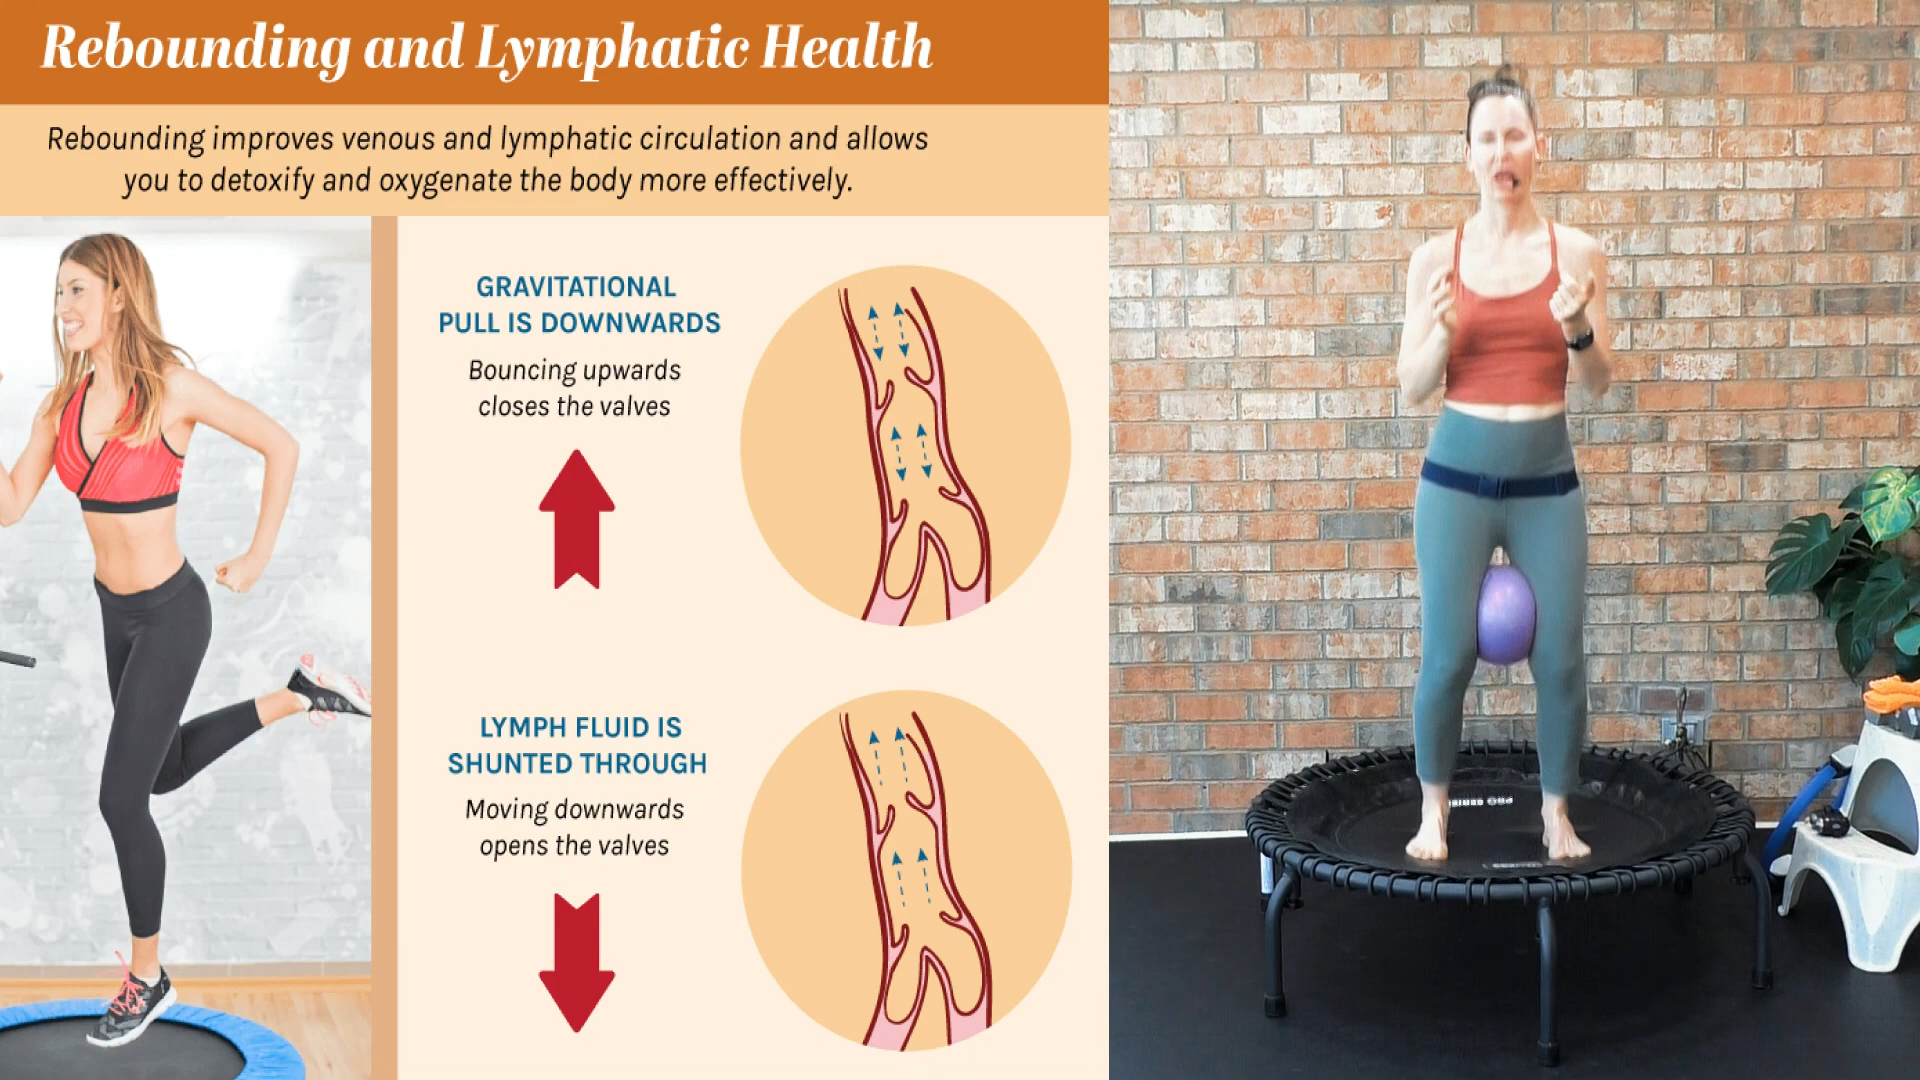 Rebounding and Lymphatic Health
Rebounding improves venous and lymphatic circulation and allows
you to detoxify and oxygenate the body more effectively.
GRAVITATIONAL
PULL IS DOWNWARDS
Bouncing upwards
closes the valves
LYMPH FLUID IS
SHUNTED THROUGH
Moving downwards
opens the valves